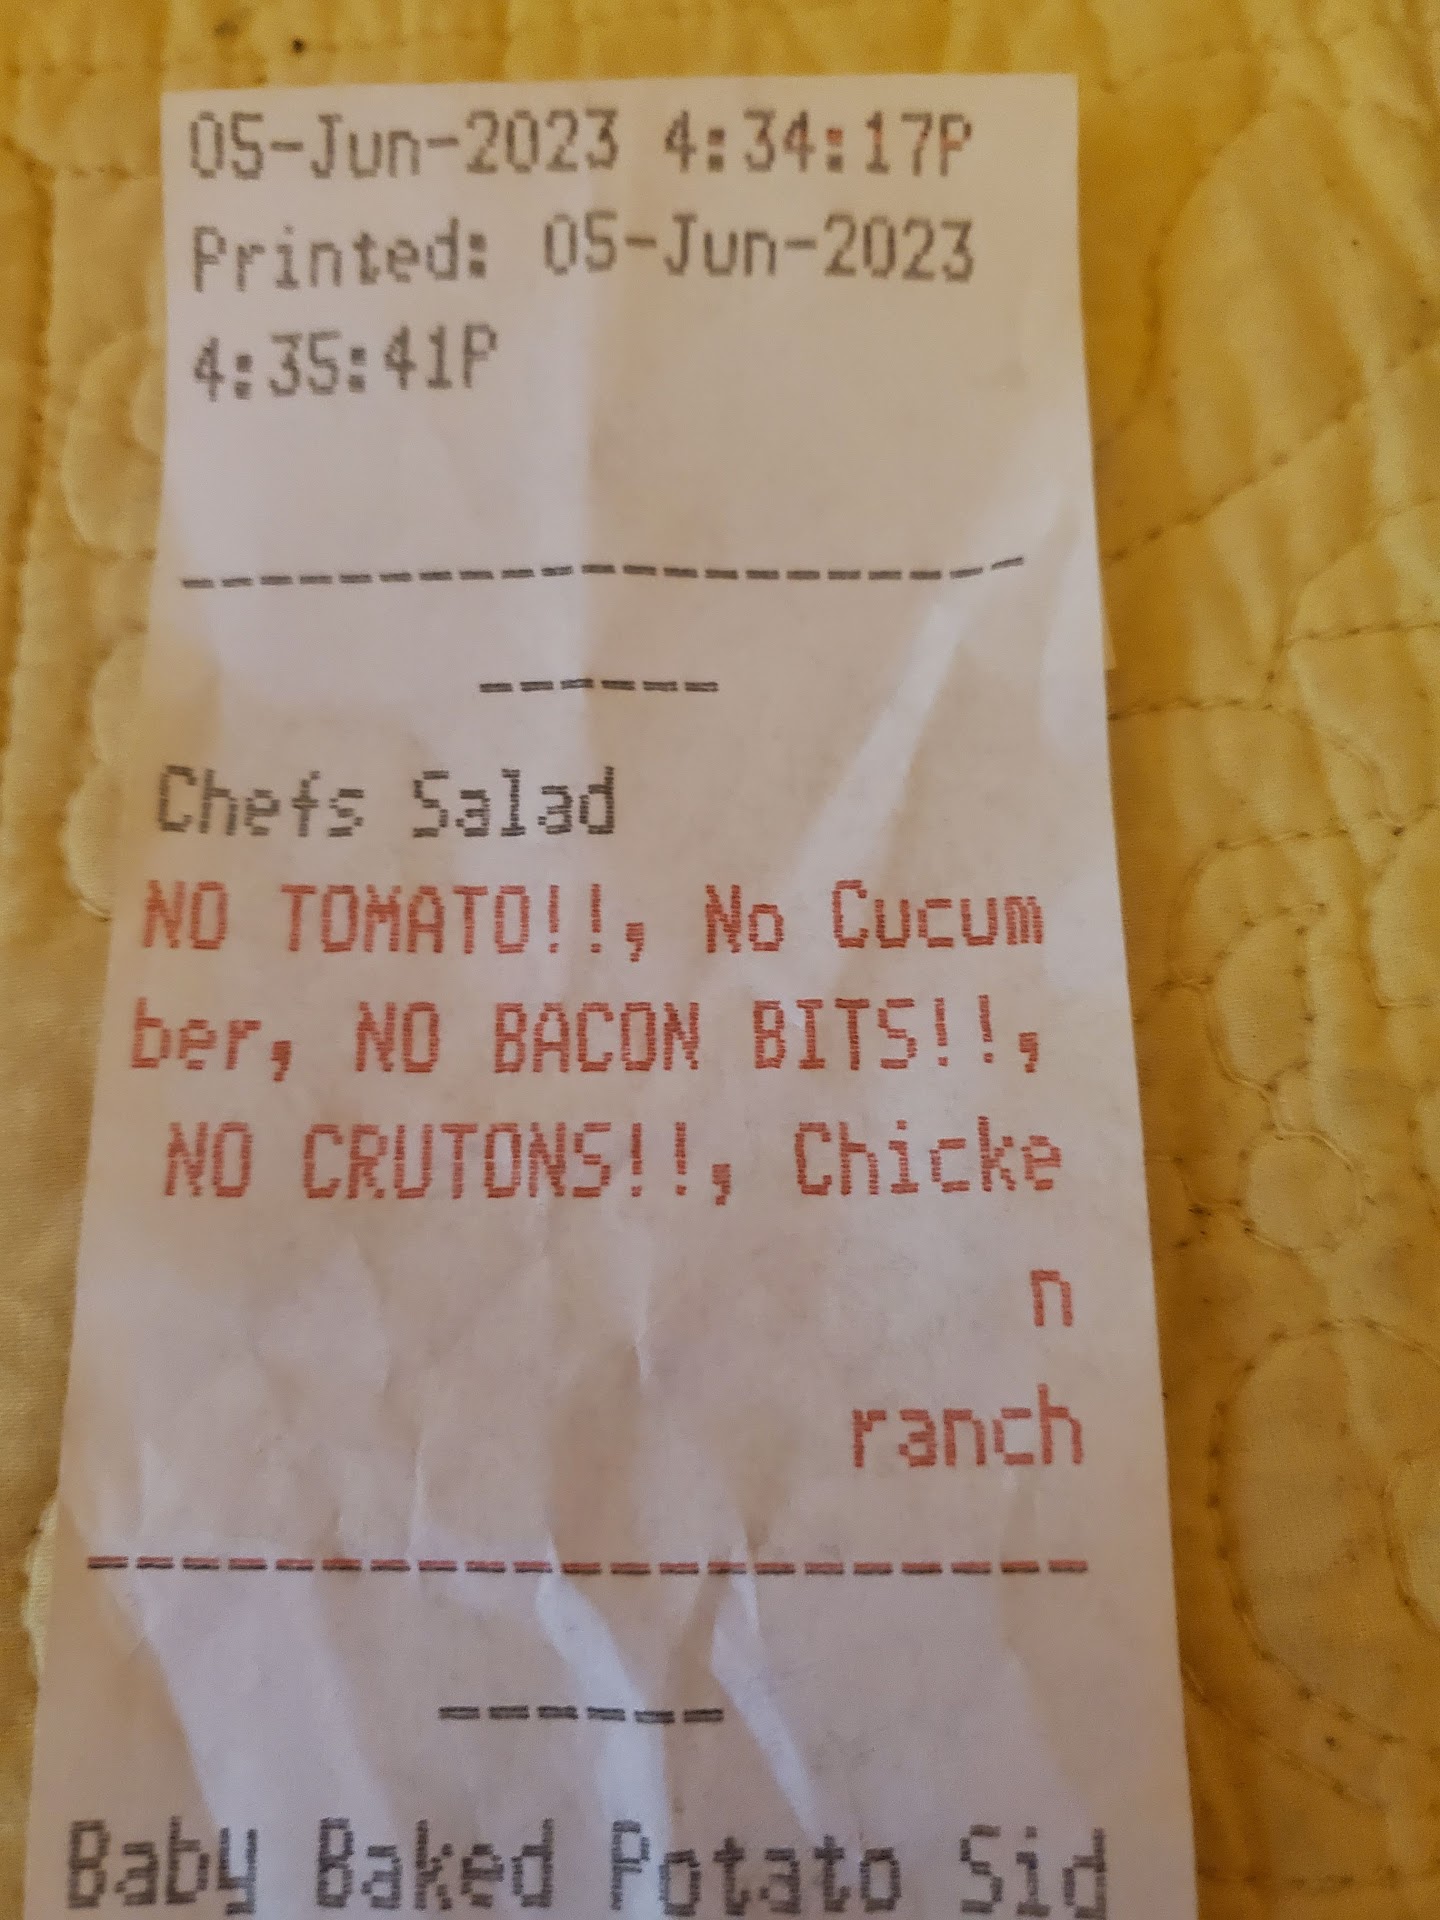 05-Jun-2023 4:34:17P
Printed: 05-Jun-2023
4:35:41P
----------------------
------
Chefs Salad
NO TOMATO!!, No Cucum
ber, NO BACON BITS!!,
NO CRUTONS!!, Chicke
n
ranch
---------------------
------
Baby Baked Potato Sid